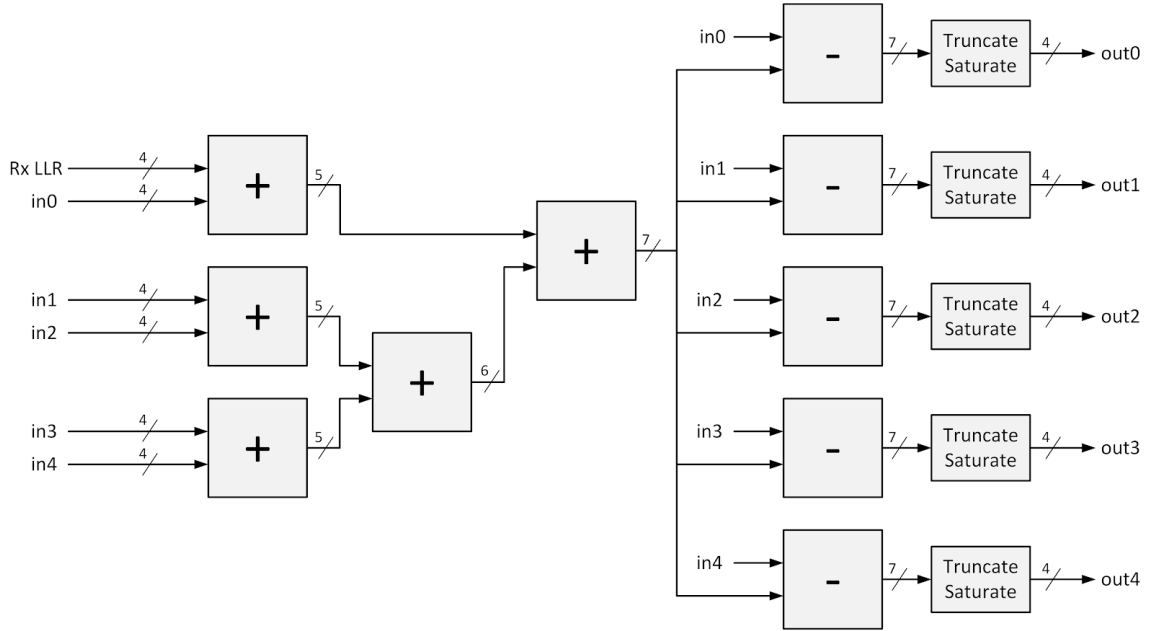 in0
-
7
Truncate
Saturate
4
out0
Rx LLR
4
in0
4
+
5
in1
-
7
Truncate
Saturate
4
out1
+
7
in1
4
in2
4
+
5
in2
-
7
Truncate
Saturate
4
out2
+
6
in3
4
in4
4
+
5
in3
-
7
Truncate
Saturate
4
out3
in4
-
7
Truncate
Saturate
4
out4